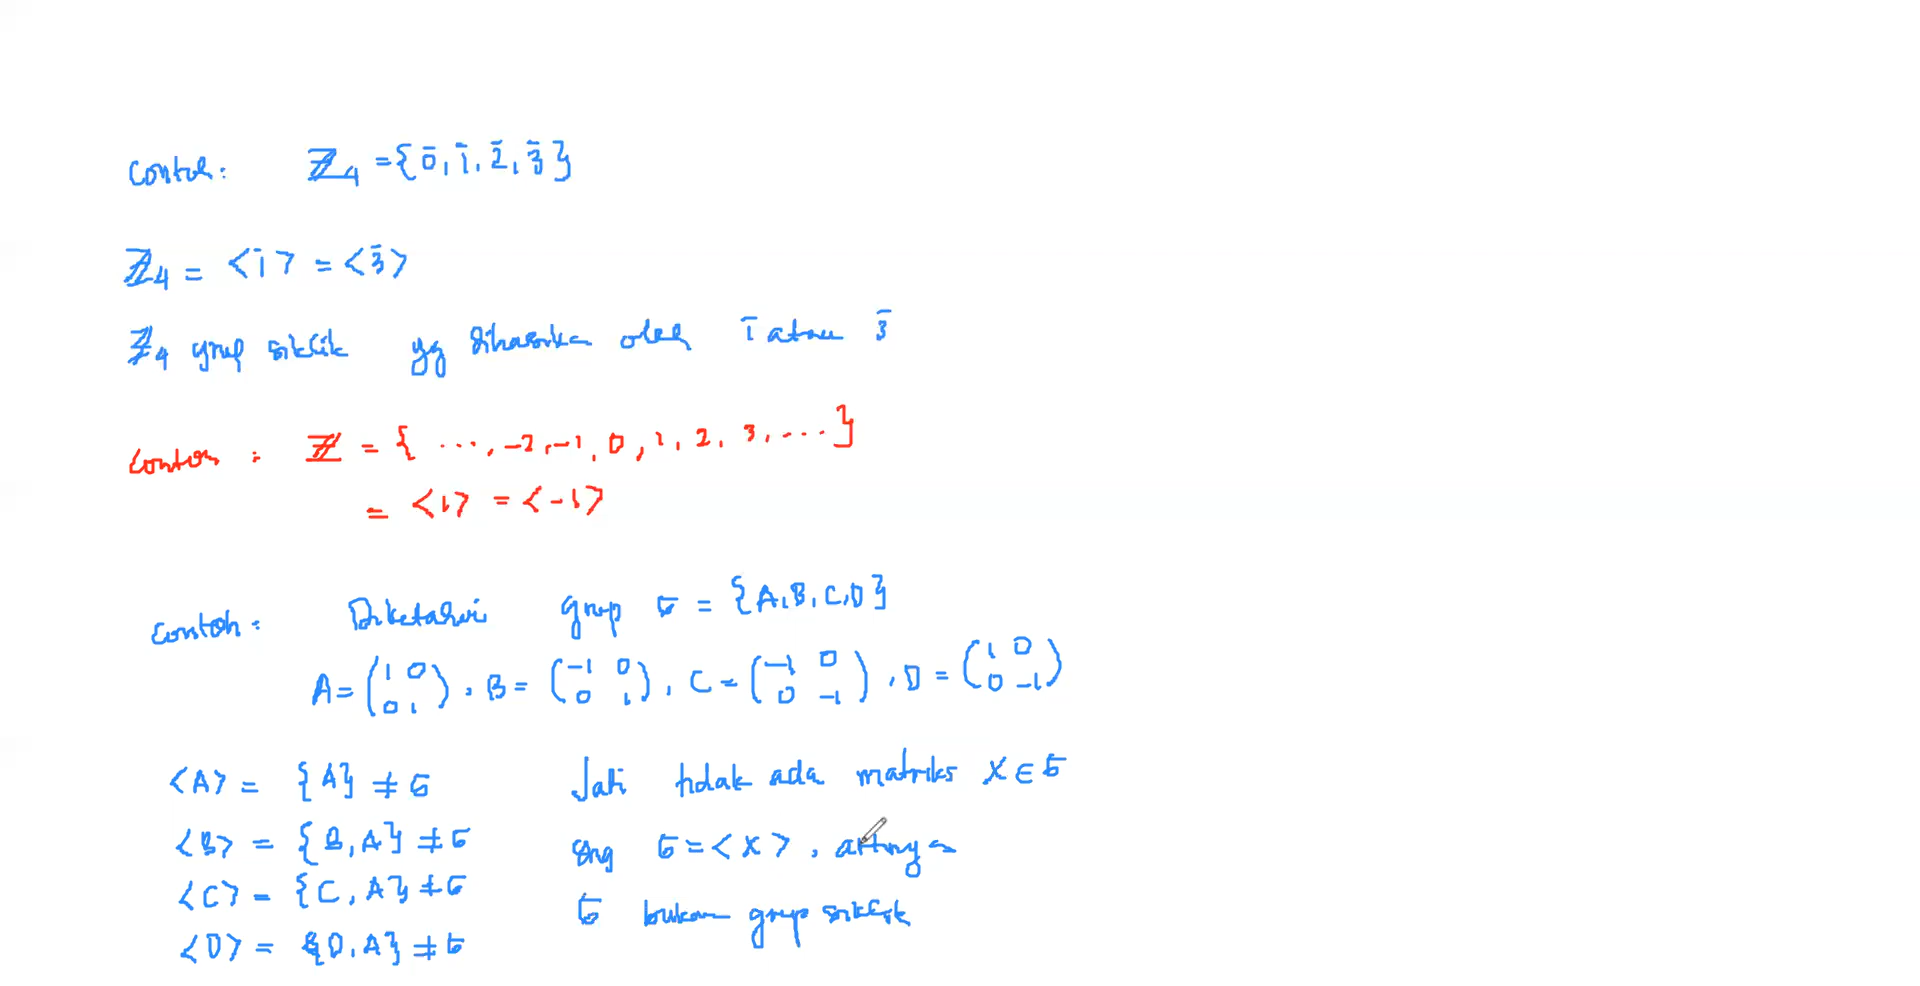 Contoh: ℤ₄ = {0̄, 1̄, 2̄, 3̄}
ℤ₄ = <1̄> = <3̄>
ℤ₄ grup siklik yg dihasilkan oleh 1̄ atau 3̄
Contoh : ℤ = { ..., -2, -1, 0, 1, 2, 3, ... }
= <1> = <-1>
Contoh : Diketahui grup G = {A, B, C, D}
A = (1 0; 0 1), B = (-1 0; 0 1), C = (-1 0; 0 -1), D = (1 0; 0 -1)
<A> = {A} ≠ G
<B> = {B, A} ≠ G
<C> = {C, A} ≠ G
<D> = {D, A} ≠ G
Jadi tidak ada matriks X ∈ G
shg G = <X>, artinya
G bukan grup siklik